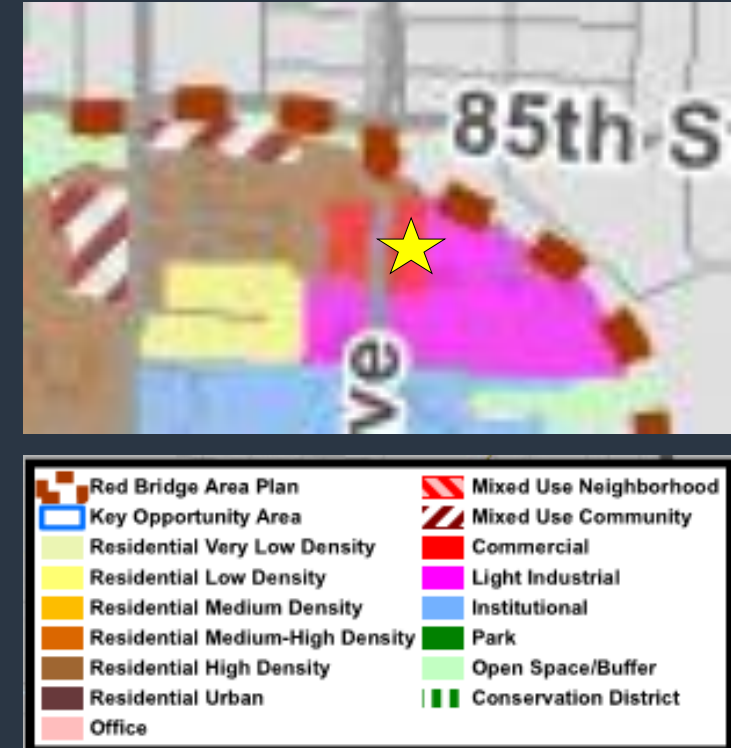 85th S
ve
Red Bridge Area Plan
Key Opportunity Area
Residential Very Low Density
Residential Low Density
Residential Medium Density
Residential Medium-High Density
Residential High Density
Residential Urban
Office
Mixed Use Neighborhood
Mixed Use Community
Commercial
Light Industrial
Institutional
Park
Open Space/Buffer
Conservation District